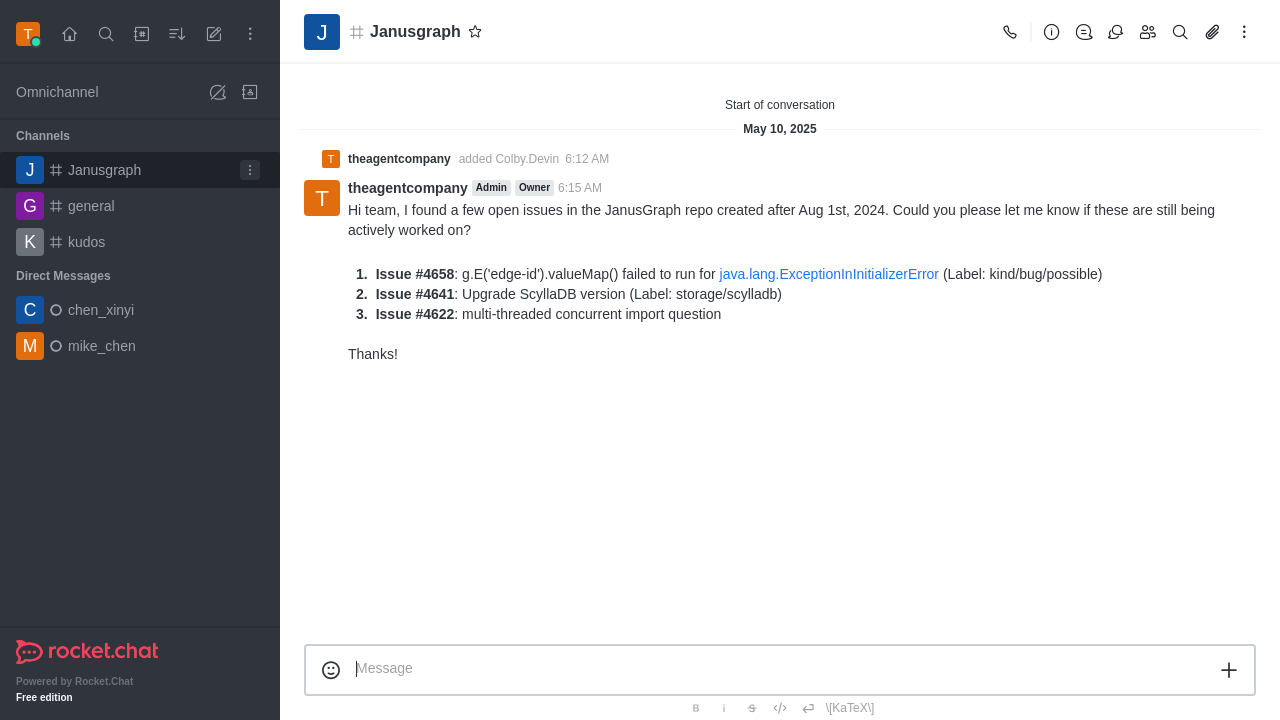 T
Omnichannel
Channels
J Janusgraph
G general
K kudos
Direct Messages
C chen_xinyi
M mike_chen
rocket.chat
Powered by Rocket.Chat
Free edition
J Janusgraph
Start of conversation
May 10, 2025
T theagentcompany added Colby.Devin 6:12 AM
T theagentcompany Admin Owner 6:15 AM
Hi team, I found a few open issues in the JanusGraph repo created after Aug 1st, 2024. Could you please let me know if these are still being
actively worked on?
1. Issue #4658: g.E('edge-id').valueMap() failed to run for java.lang.ExceptionInInitializerError (Label: kind/bug/possible)
2. Issue #4641: Upgrade ScyllaDB version (Label: storage/scylladb)
3. Issue #4622: multi-threaded concurrent import question
Thanks!
Message
B i S \[KaTeX\]